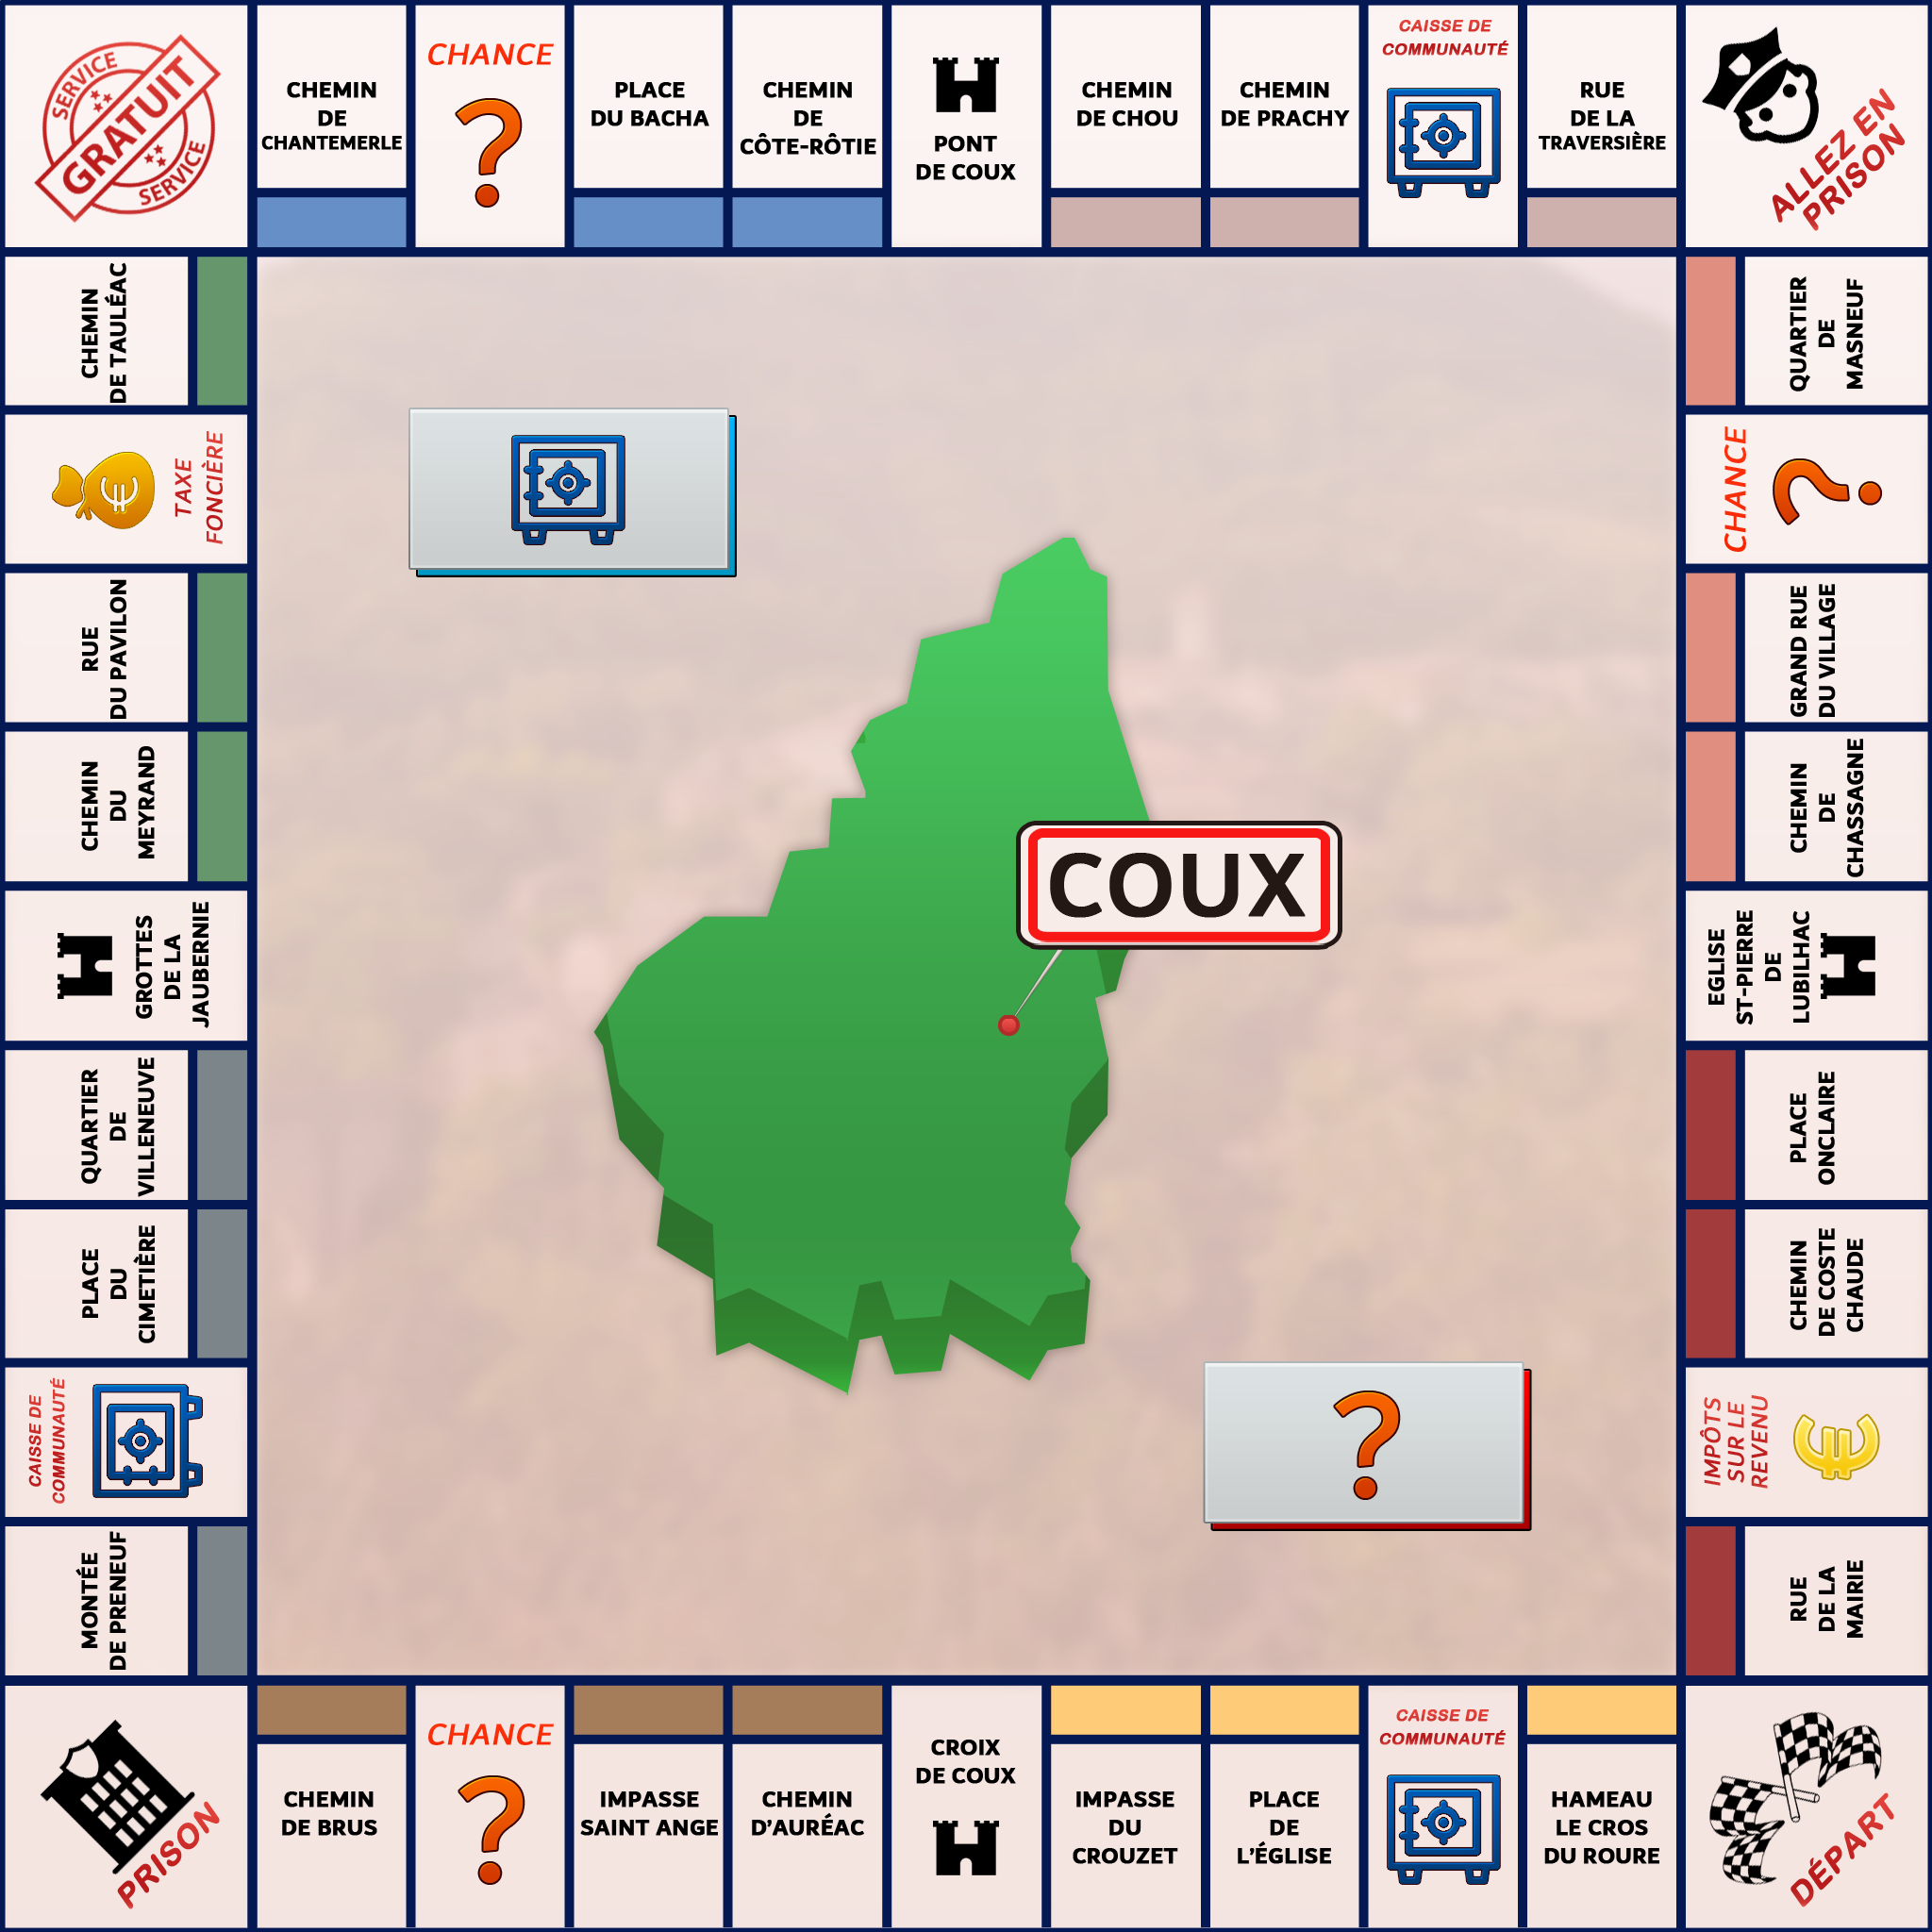 SERVICE
GRATUIT
SERVICE
CHEMIN
DE
CHANTEMERLE
CHANCE
?
PLACE
DU BACHA
CHEMIN
DE
CÔTE-RÔTIE
PONT
DE COUX
CHEMIN
DE CHOU
CHEMIN
DE PRACHY
CAISSE DE
COMMUNAUTÉ
RUE
DE LA
TRAVERSIÈRE
ALLEZ EN
PRISON
QUARTIER
DE
MASNEUF
CHANCE
?
GRAND RUE
DU VILLAGE
CHEMIN
DE
CHASSAGNE
EGLISE
ST-PIERRE
DE
LUBILHAC
PLACE
ONCLAIRE
CHEMIN
DE COSTE
CHAUDE
IMPÔTS
SUR LE
REVENU
€
RUE
DE LA
MAIRIE
DÉPART
HAMEAU
LE CROS
DU ROURE
CAISSE DE
COMMUNAUTÉ
PLACE
DE
L'ÉGLISE
IMPASSE
DU
CROUZET
CROIX
DE COUX
CHEMIN
D'AURÉAC
IMPASSE
SAINT ANGE
CHANCE
?
CHEMIN
DE BRUS
PRISON
MONTÉE
DE PRENEUF
CAISSE DE
COMMUNAUTÉ
PLACE
DU
CIMETIÈRE
QUARTIER
DE
VILLENEUVE
GROTTES
DE LA
JAUBERNIE
CHEMIN
DU
MEYRAND
RUE
DU PAVILON
€
TAXE
FONCIÈRE
CHEMIN
DE TAULÉAC
COUX
?